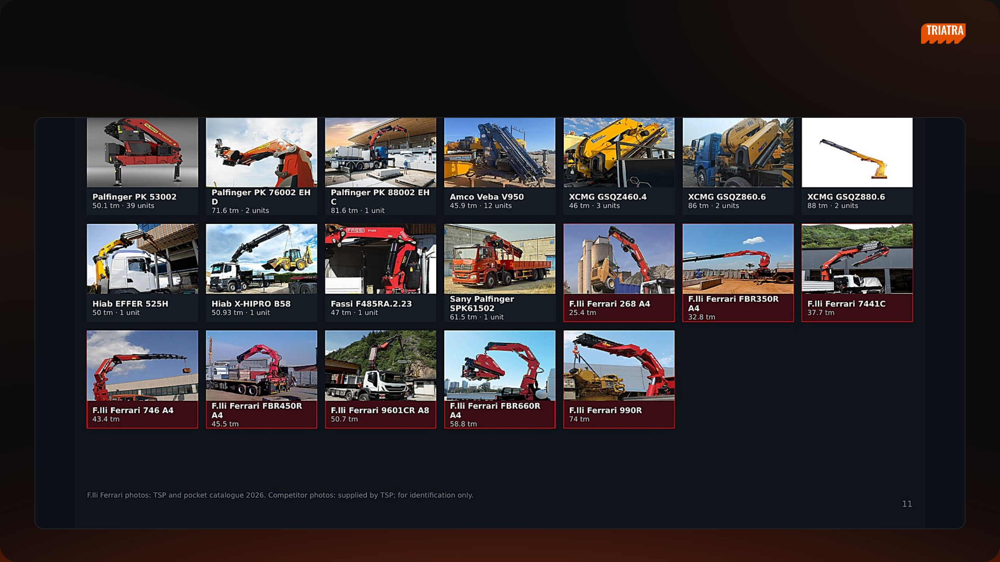 TRIATRA
Palfinger PK 53002
50.1 tm · 39 units
Palfinger PK 76002 EH
D
71.6 tm · 2 units
Palfinger PK 88002 EH
C
81.6 tm · 1 unit
Amco Veba V950
45.9 tm · 12 units
XCMG GSQZ460.4
46 tm · 3 units
XCMG GSQZ860.6
86 tm · 2 units
XCMG GSQZ880.6
88 tm · 2 units
FASSI F485
Hiab EFFER 525H
50 tm · 1 unit
Hiab X-HIPRO B58
50.93 tm · 1 unit
Fassi F485RA.2.23
47 tm · 1 unit
Sany Palfinger
SPK61502
61.5 tm · 1 unit
F.lli Ferrari 268 A4
25.4 tm
F.lli Ferrari FBR350R
A4
32.8 tm
F.lli Ferrari 7441C
37.7 tm
F.lli Ferrari 746 A4
43.4 tm
F.lli Ferrari FBR450R
A4
45.5 tm
F.lli Ferrari 9601CR A8
50.7 tm
F.lli Ferrari FBR660R
A4
58.8 tm
F.lli Ferrari 990R
74 tm
F.lli Ferrari photos: TSP and pocket catalogue 2026. Competitor photos: supplied by TSP; for identification only.
11